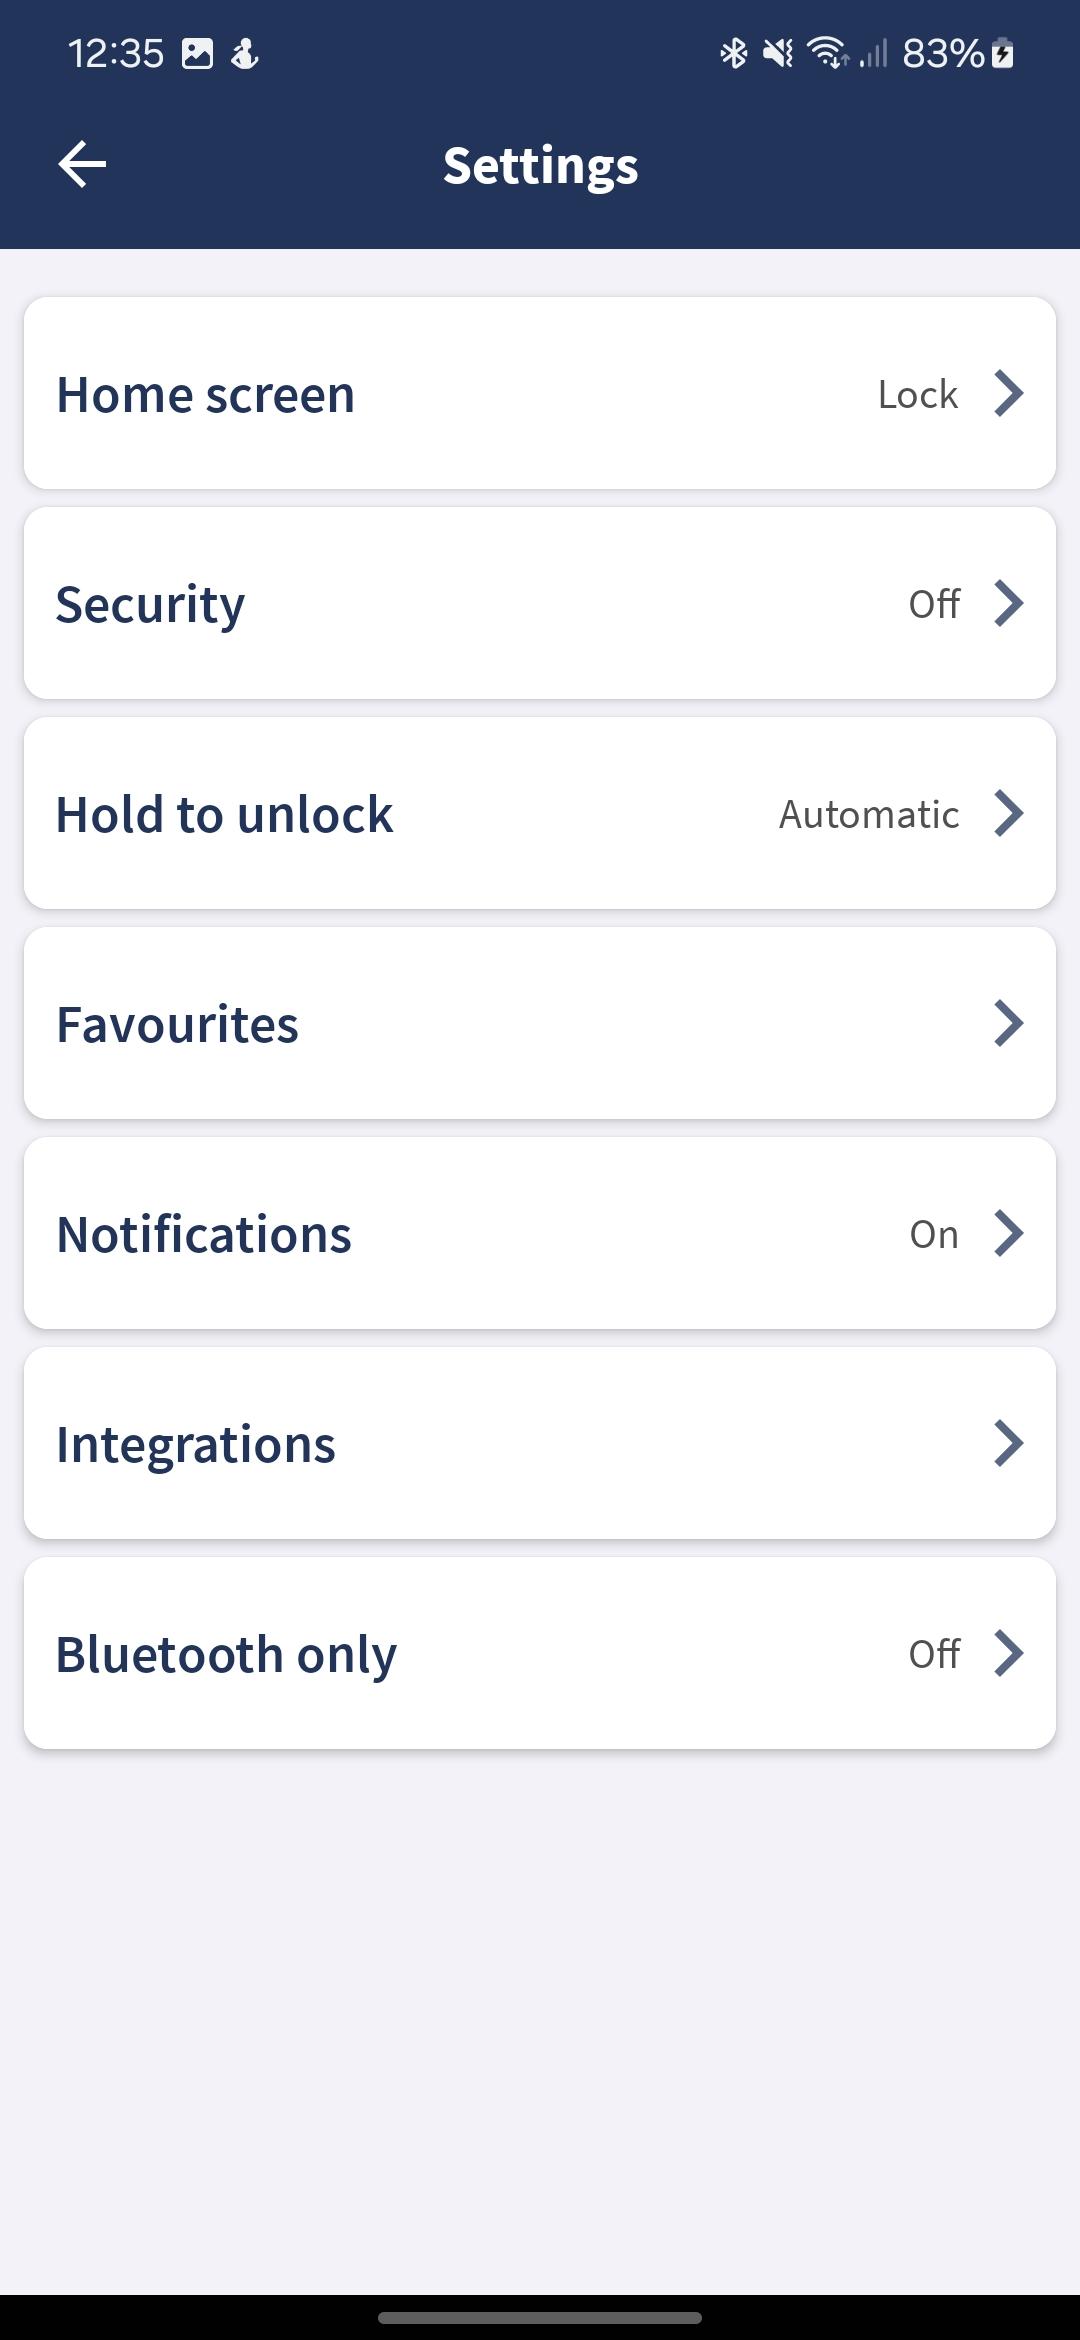 12:35 83%
Settings
Home screen Lock
Security Off
Hold to unlock Automatic
Favourites
Notifications On
Integrations
Bluetooth only Off